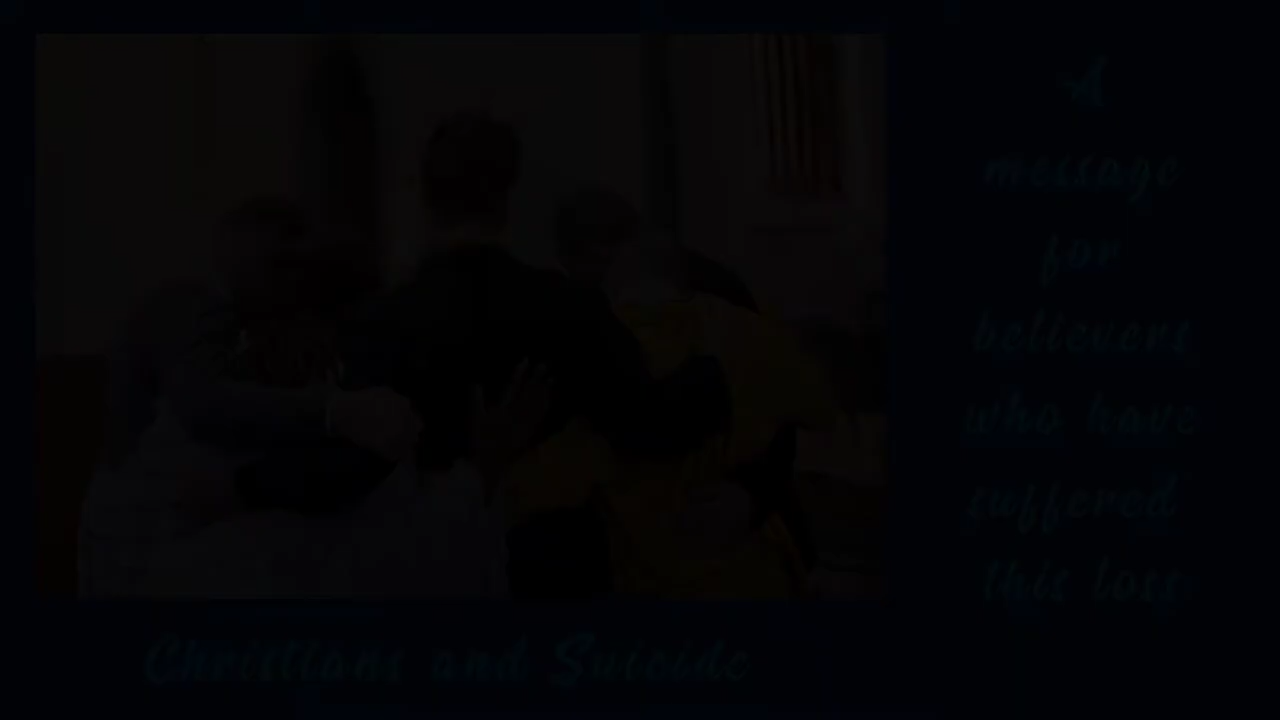 A
message
for
believers
who have
suffered
this loss.
Christians and Suicide